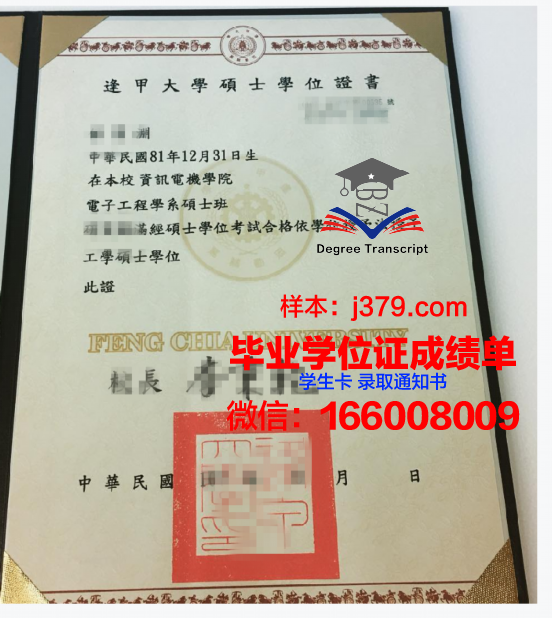 逢甲大學碩士學位證書
號
中華民國81年12月31日生
在本校 資訊電機學院
電子工程學系碩士班
滿經碩士學位考試合格依學
工學碩士學位
此證
Degree Transcript
样本：j379.com
FENG CHIA UNIVERSITY
毕业学位证成绩单
校長
学生卡 录取通知书
微信：166008009
中華民國 月 日